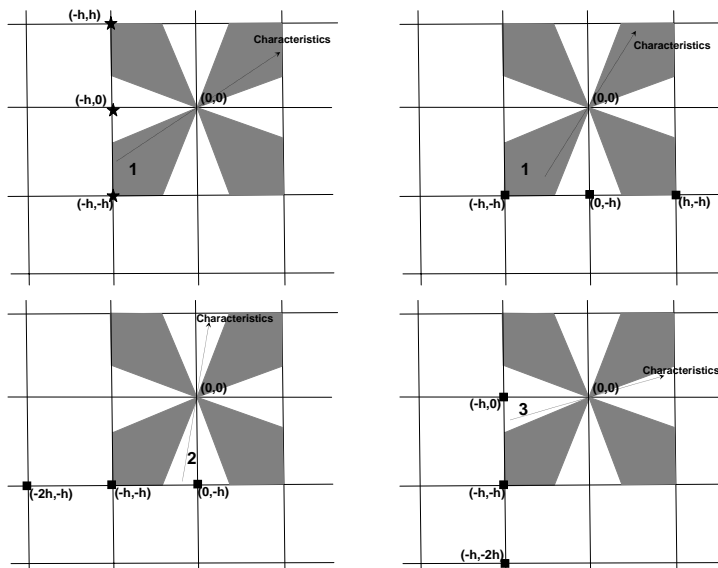 (-h,h)
Characteristics
(-h,0)
(0,0)
1
(-h,-h)
Characteristics
(0,0)
1
(-h,-h)
(0,-h)
(h,-h)
Characteristics
(0,0)
2
(-2h,-h)
(-h,-h)
(0,-h)
Characteristics
(-h,0)
(0,0)
3
(-h,-h)
(-h,-2h)